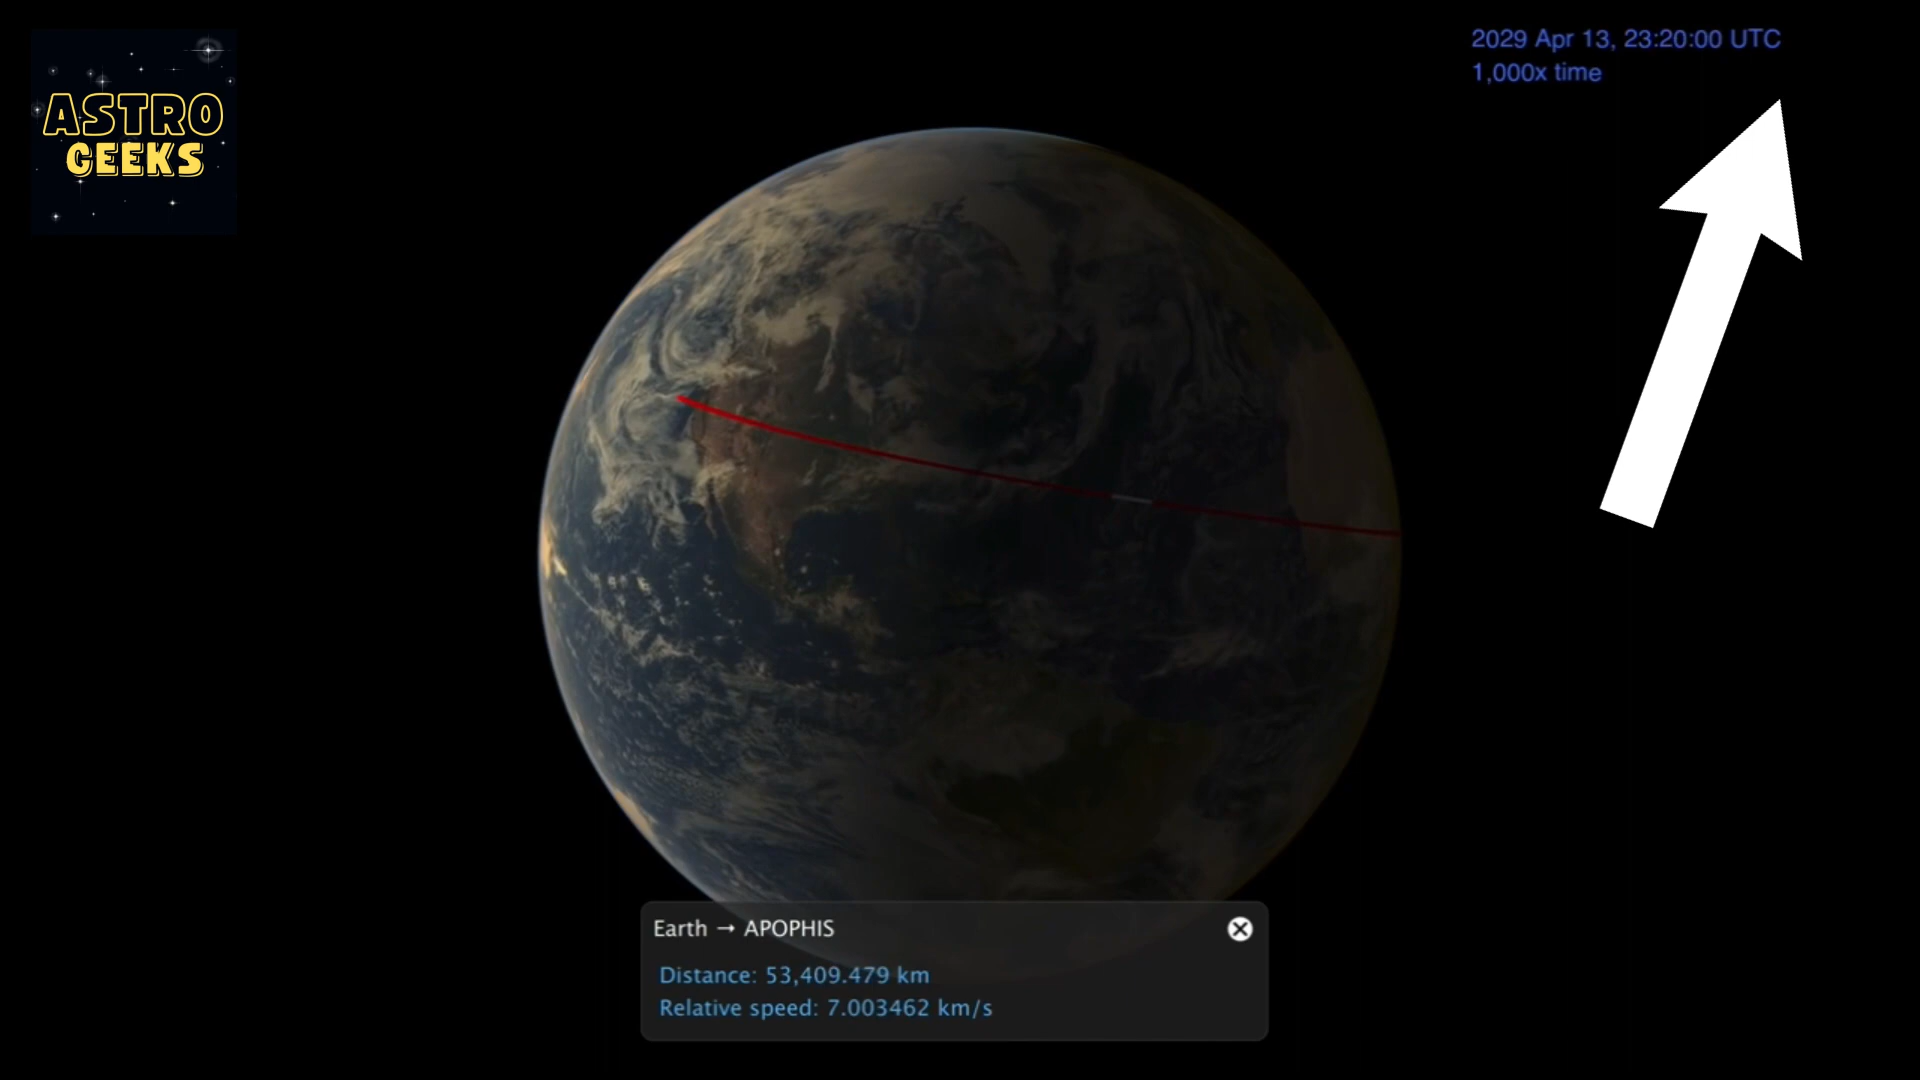 ASTRO
GEEKS
2029 Apr 13, 23:20:00 UTC
1,000x time
Earth → APOPHIS
Distance: 53,409.479 km
Relative speed: 7.003462 km/s